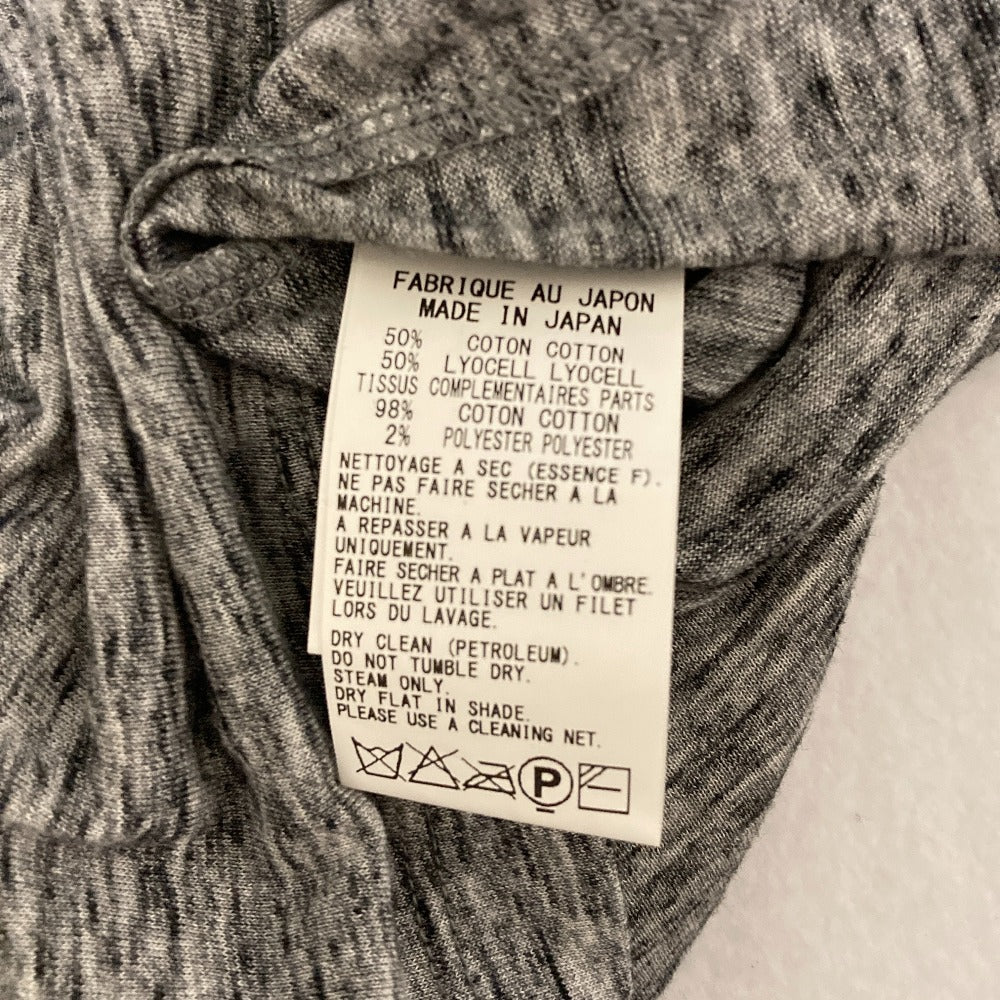 FABRIQUE AU JAPON
MADE IN JAPAN
50% COTON COTTON
50% LYOCELL LYOCELL
TISSUS COMPLEMENTAIRES PARTS
98% COTON COTTON
2% POLYESTER POLYESTER
NETTOYAGE A SEC (ESSENCE F).
NE PAS FAIRE SECHER A LA
MACHINE.
A REPASSER A LA VAPEUR
UNIQUEMENT.
FAIRE SECHER A PLAT A L'OMBRE.
VEUILLEZ UTILISER UN FILET
LORS DU LAVAGE.
DRY CLEAN (PETROLEUM).
DO NOT TUMBLE DRY.
STEAM ONLY.
DRY FLAT IN SHADE.
PLEASE USE A CLEANING NET.
P